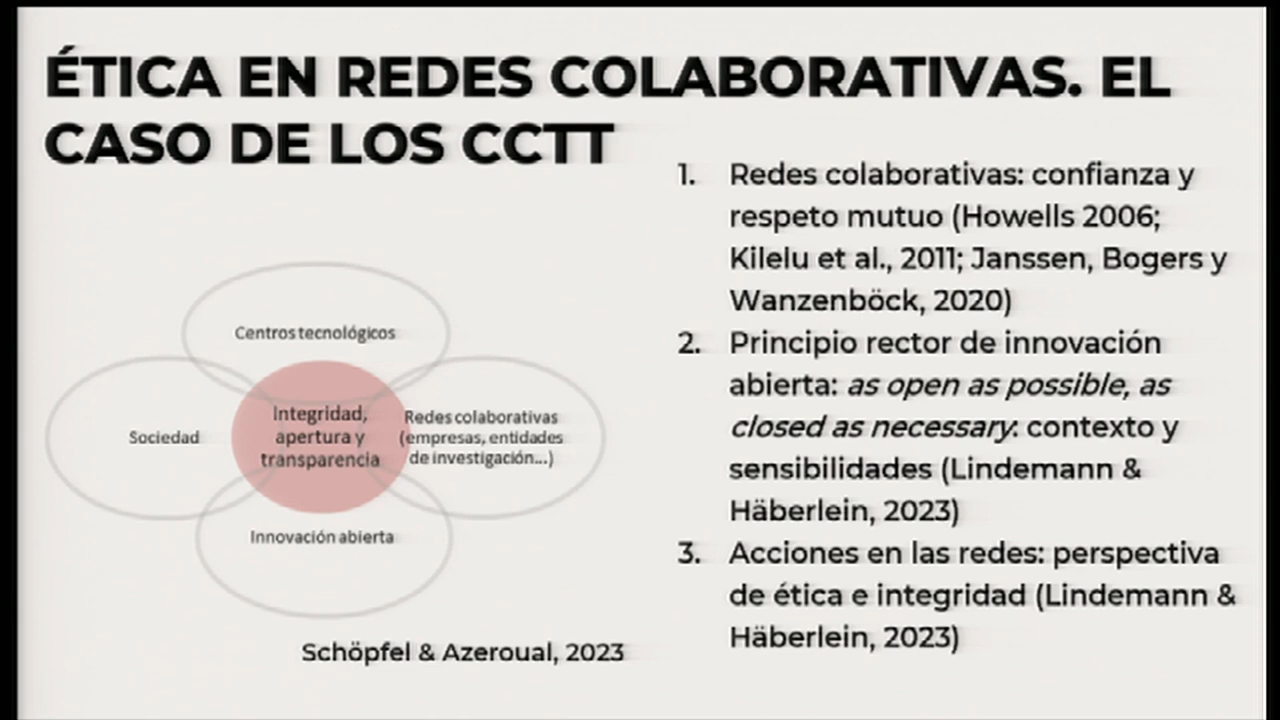 ÉTICA EN REDES COLABORATIVAS. EL
CASO DE LOS CCTT
Centros tecnológicos
Sociedad
Integridad,
apertura y
transparencia
Redes colaborativas
(empresas, entidades
de investigación...)
Innovación abierta
Schöpfel & Azeroual, 2023
1. Redes colaborativas: confianza y
respeto mutuo (Howells 2006;
Kilelu et al., 2011; Janssen, Bogers y
Wanzenböck, 2020)
2. Principio rector de innovación
abierta: as open as possible, as
closed as necessary: contexto y
sensibilidades (Lindemann &
Häberlein, 2023)
3. Acciones en las redes: perspectiva
de ética e integridad (Lindemann &
Häberlein, 2023)